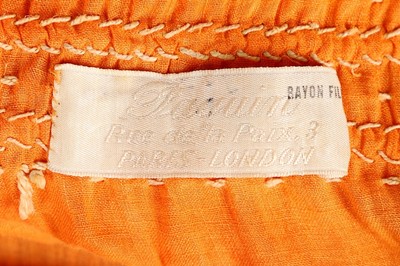 Paquin
RAYON FIL
Rue de la Paix. 3
PARIS-LONDON